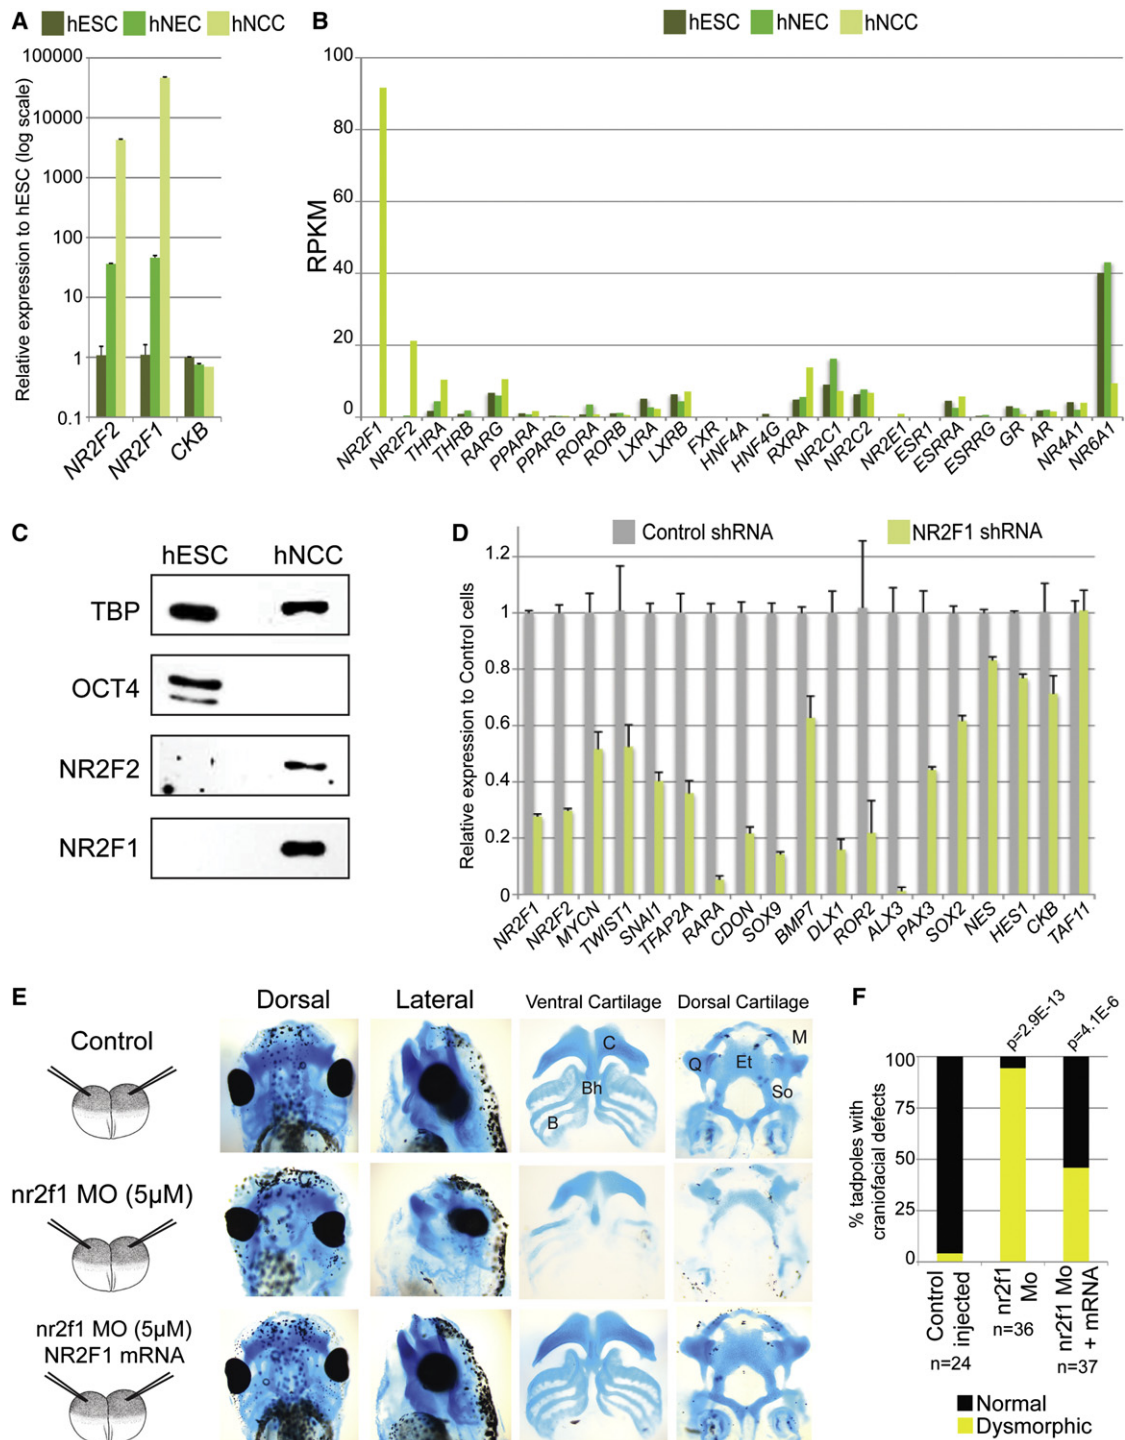 A
hESC hNEC hNCC
Relative expression to hESC (log scale)
100000
10000
1000
100
10
1
0.1
NR2F2 NR2F1 CKB
B
hESC hNEC hNCC
RPKM
100
80
60
40
20
0
NR2F1 NR2F2 THRA THRB RARG PPARA PPARG RORA RORB LXRA LXRB FXR HNF4A HNF4G RXRA NR2C1 NR2C2 NR2E1 ESR1 ESRRA ESRRG GR AR NR4A1 NR6A1
C
hESC hNCC
TBP
OCT4
NR2F2
NR2F1
D
Control shRNA NR2F1 shRNA
Relative expression to Control cells
1.2
1
0.8
0.6
0.4
0.2
0
NR2F1 NR2F2 MYCN TWIST1 SNAI1 TFAP2A RARA CDON SOX9 BMP7 DLX1 ROR2 ALX3 PAX3 SOX2 NES HES1 CKB TAF11
E
Dorsal Lateral Ventral Cartilage Dorsal Cartilage
Control
C
Bh
B
M
Q Et
So
nr2f1 MO (5µM)
nr2f1 MO (5µM)
NR2F1 mRNA
F
p=2.9E-13
p=4.1E-6
% tadpoles with
craniofacial defects
100
75
50
25
0
Control
injected
n=24
nr2f1
Mo
n=36
nr2f1 Mo
+ mRNA
n=37
Normal
Dysmorphic